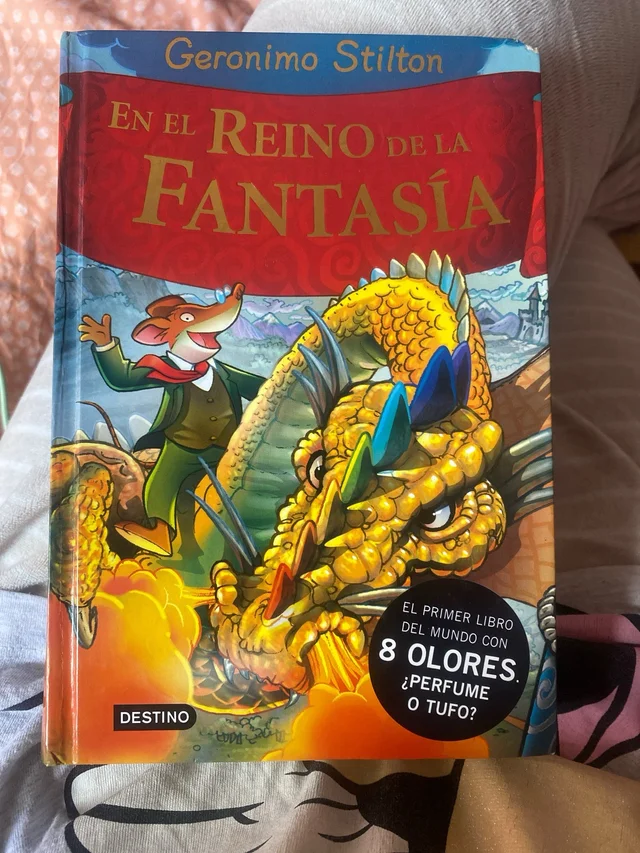 Geronimo Stilton
EN EL REINO DE LA
FANTASÍA
EL PRIMER LIBRO
DEL MUNDO CON
8 OLORES.
¿PERFUME
O TUFO?
DESTINO